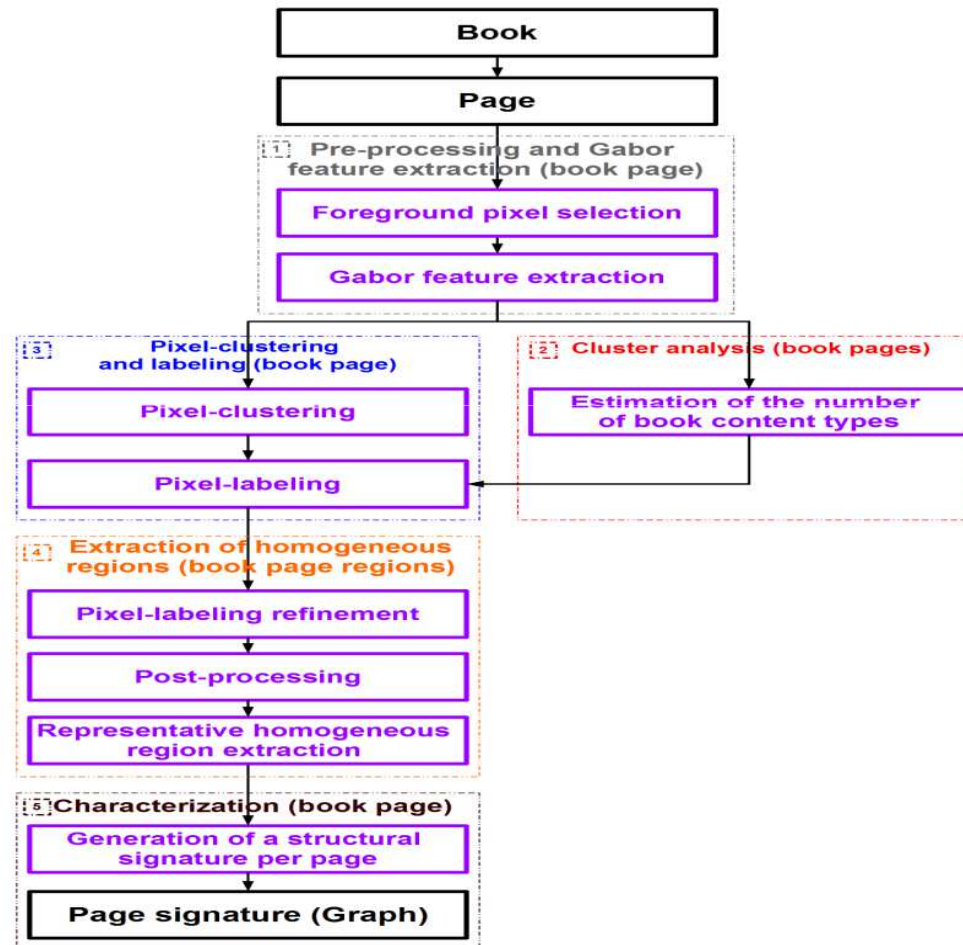 Book
Page
1 Pre-processing and Gabor
feature extraction (book page)
Foreground pixel selection
Gabor feature extraction
3 Pixel-clustering
and labeling (book page)
Pixel-clustering
Pixel-labeling
2 Cluster analysis (book pages)
Estimation of the number
of book content types
4 Extraction of homogeneous
regions (book page regions)
Pixel-labeling refinement
Post-processing
Representative homogeneous
region extraction
5 Characterization (book page)
Generation of a structural
signature per page
Page signature (Graph)